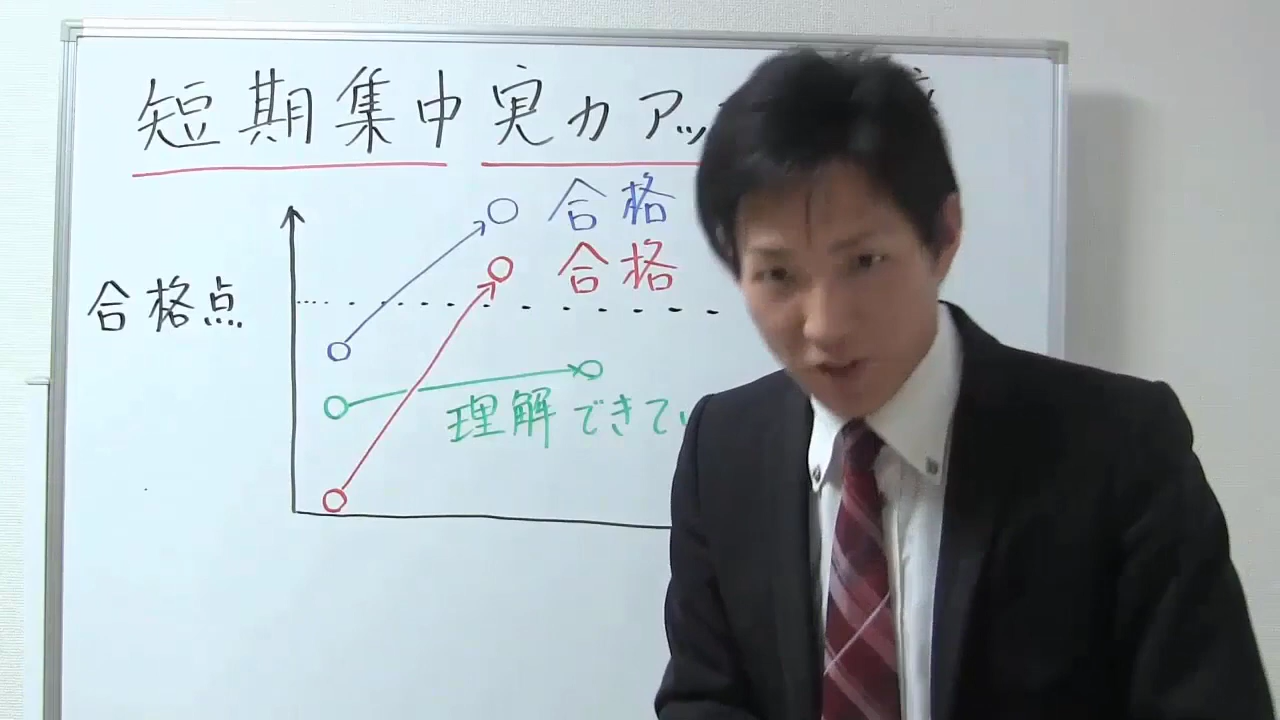 短期集中実力アッ
合格
合格
合格点
理解できてい